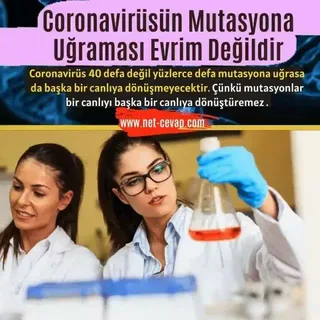 Coronavirüsün Mutasyona
Uğraması Evrim Değildir
Coronavirüs 40 defa değil yüzlerce defa mutasyona uğrasa
da başka bir canlıya dönüşmeyecektir. Çünkü mutasyonlar
bir canlıyı başka bir canlıya dönüştüremez .
www.net-cevap.com